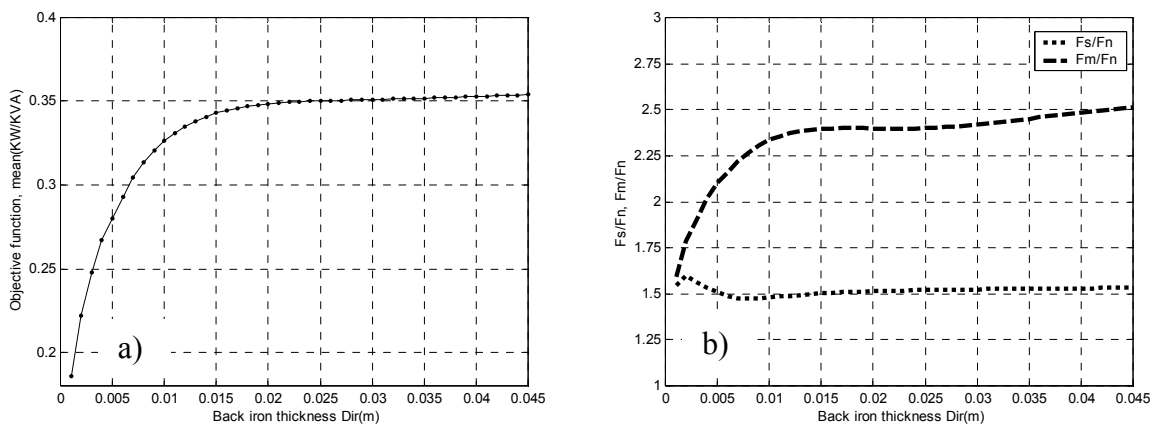 0.4
0.35
0.3
0.25
0.2
Objective function, mean(KW/KVA)
a)
0 0.005 0.01 0.015 0.02 0.025 0.03 0.035 0.04 0.045
Back iron thickness Dir(m)
3
2.75
2.5
2.25
2
1.75
1.5
1.25
1
Fs/Fn, Fm/Fn
Fs/Fn
Fm/Fn
b)
0 0.005 0.01 0.015 0.02 0.025 0.03 0.035 0.04 0.045
Back iron thickness Dir(m)